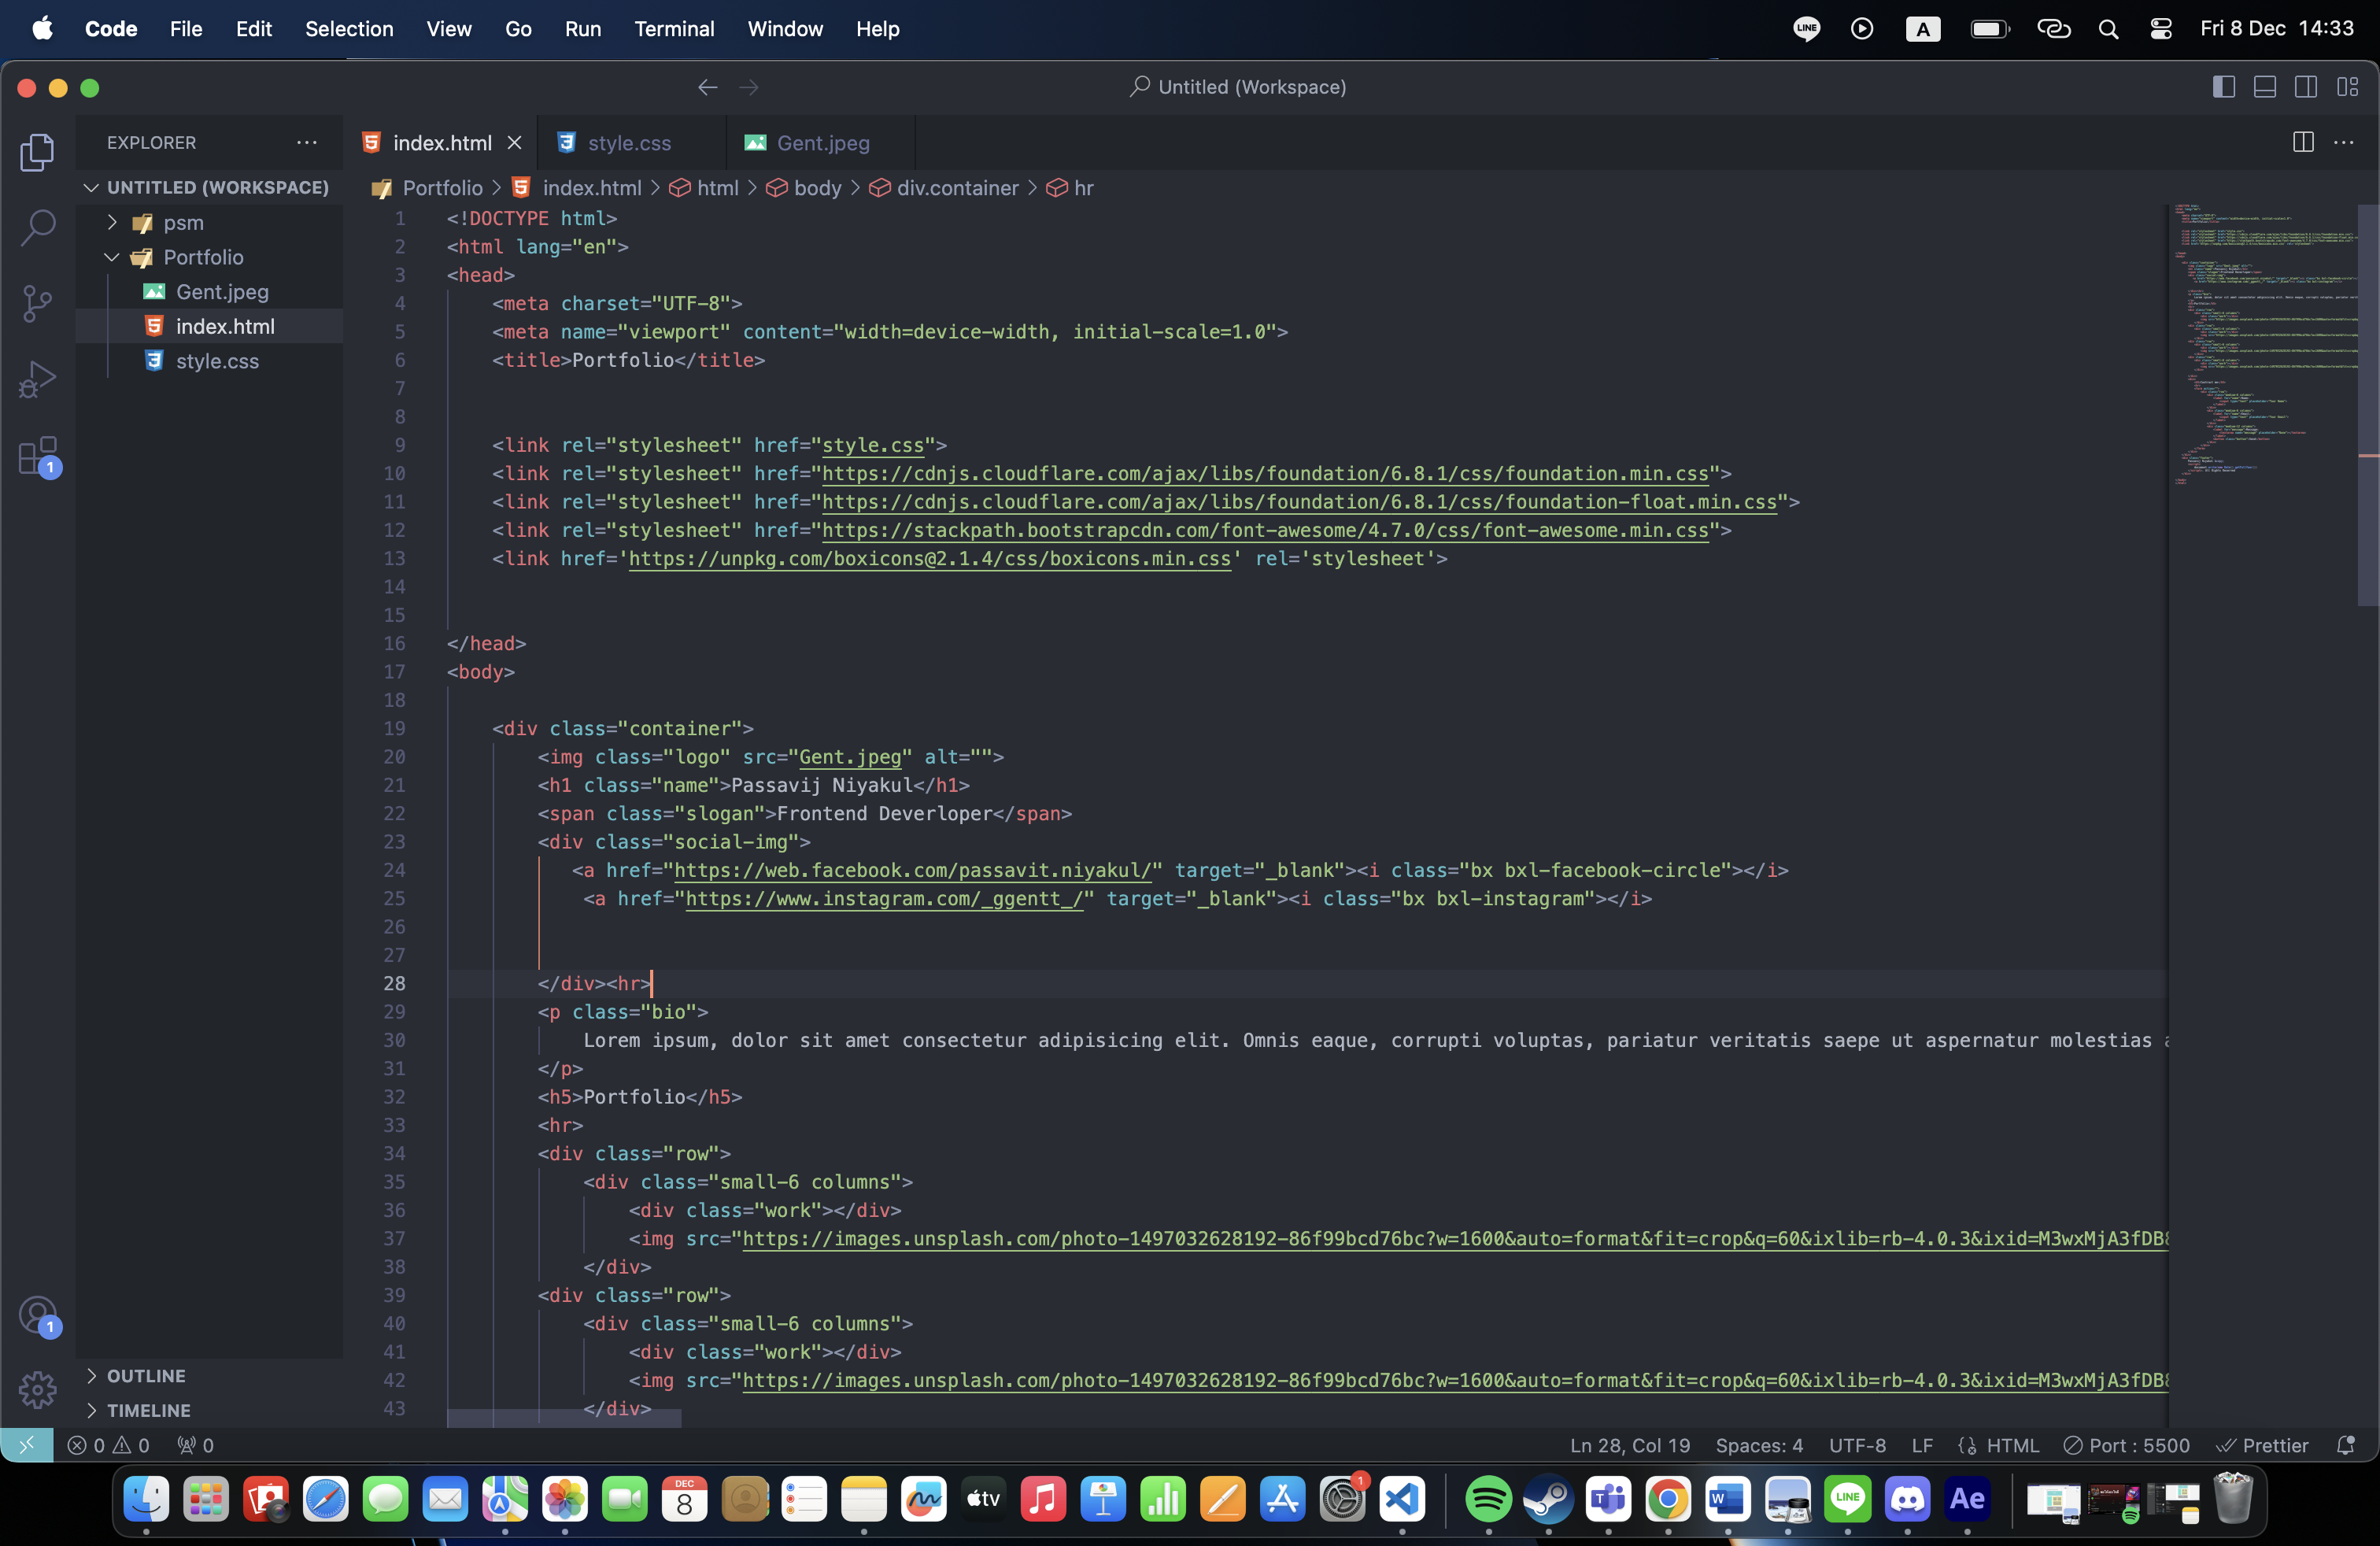 Code File Edit Selection View Go Run Terminal Window Help
LINE A Fri 8 Dec 14:33
Untitled (Workspace)
EXPLORER
index.html
style.css
Gent.jpeg
UNTITLED (WORKSPACE)
psm
Portfolio
Gent.jpeg
index.html
style.css
Portfolio > index.html > html > body > div.container > hr
1 <!DOCTYPE html>
2 <html lang="en">
3 <head>
4 <meta charset="UTF-8">
5 <meta name="viewport" content="width=device-width, initial-scale=1.0">
6 <title>Portfolio</title>
7
8
9 <link rel="stylesheet" href="style.css">
10 <link rel="stylesheet" href="https://cdnjs.cloudflare.com/ajax/libs/foundation/6.8.1/css/foundation.min.css">
11 <link rel="stylesheet" href="https://cdnjs.cloudflare.com/ajax/libs/foundation/6.8.1/css/foundation-float.min.css">
12 <link rel="stylesheet" href="https://stackpath.bootstrapcdn.com/font-awesome/4.7.0/css/font-awesome.min.css">
13 <link href='https://unpkg.com/boxicons@2.1.4/css/boxicons.min.css' rel='stylesheet'>
14
15
16 </head>
17 <body>
18
19 <div class="container">
20 <img class="logo" src="Gent.jpeg" alt="">
21 <h1 class="name">Passavij Niyakul</h1>
22 <span class="slogan">Frontend Deverloper</span>
23 <div class="social-img">
24 <a href="https://web.facebook.com/passavit.niyakul/" target="_blank"><i class="bx bxl-facebook-circle"></i>
25 <a href="https://www.instagram.com/_ggentt_/" target="_blank"><i class="bx bxl-instagram"></i>
26
27
28 </div><hr>
29 <p class="bio">
30 Lorem ipsum, dolor sit amet consectetur adipisicing elit. Omnis eaque, corrupti voluptas, pariatur veritatis saepe ut aspernatur molestias
31 </p>
32 <h5>Portfolio</h5>
33 <hr>
34 <div class="row">
35 <div class="small-6 columns">
36 <div class="work"></div>
37 <img src="https://images.unsplash.com/photo-1497032628192-86f99bcd76bc?w=1600&auto=format&fit=crop&q=60&ixlib=rb-4.0.3&ixid=M3wxMjA3fDB8
38 </div>
39 <div class="row">
40 <div class="small-6 columns">
41 <div class="work"></div>
42 <img src="https://images.unsplash.com/photo-1497032628192-86f99bcd76bc?w=1600&auto=format&fit=crop&q=60&ixlib=rb-4.0.3&ixid=M3wxMjA3fDB8
43 </div>
1
1
OUTLINE
TIMELINE
0 0 0
Ln 28, Col 19 Spaces: 4 UTF-8 LF HTML Port : 5500 Prettier
DEC
8
tv
1
W
LINE
Ae